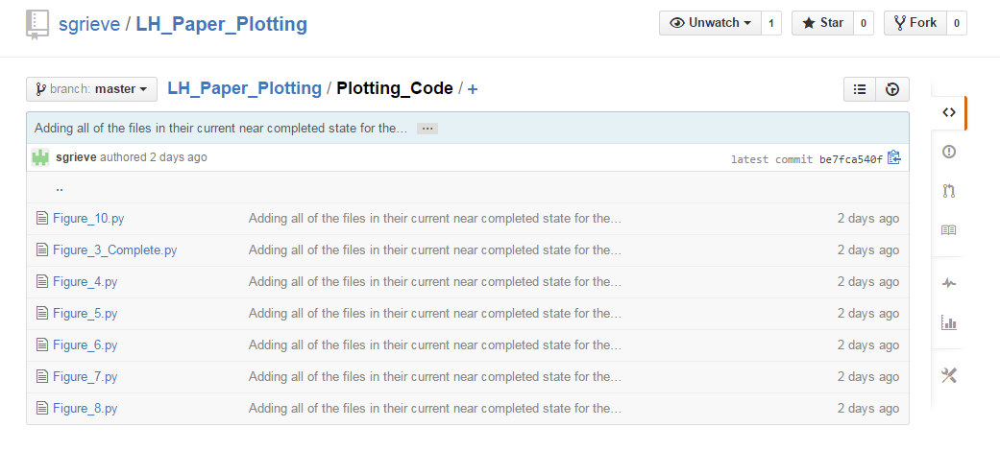 sgrieve / LH_Paper_Plotting
Unwatch 1 Star 0 Fork 0
branch: master LH_Paper_Plotting / Plotting_Code / +
Adding all of the files in their current near completed state for the… …
sgrieve authored 2 days ago latest commit be7fca540f
..
Figure_10.py Adding all of the files in their current near completed state for the… 2 days ago
Figure_3_Complete.py Adding all of the files in their current near completed state for the… 2 days ago
Figure_4.py Adding all of the files in their current near completed state for the… 2 days ago
Figure_5.py Adding all of the files in their current near completed state for the… 2 days ago
Figure_6.py Adding all of the files in their current near completed state for the… 2 days ago
Figure_7.py Adding all of the files in their current near completed state for the… 2 days ago
Figure_8.py Adding all of the files in their current near completed state for the… 2 days ago